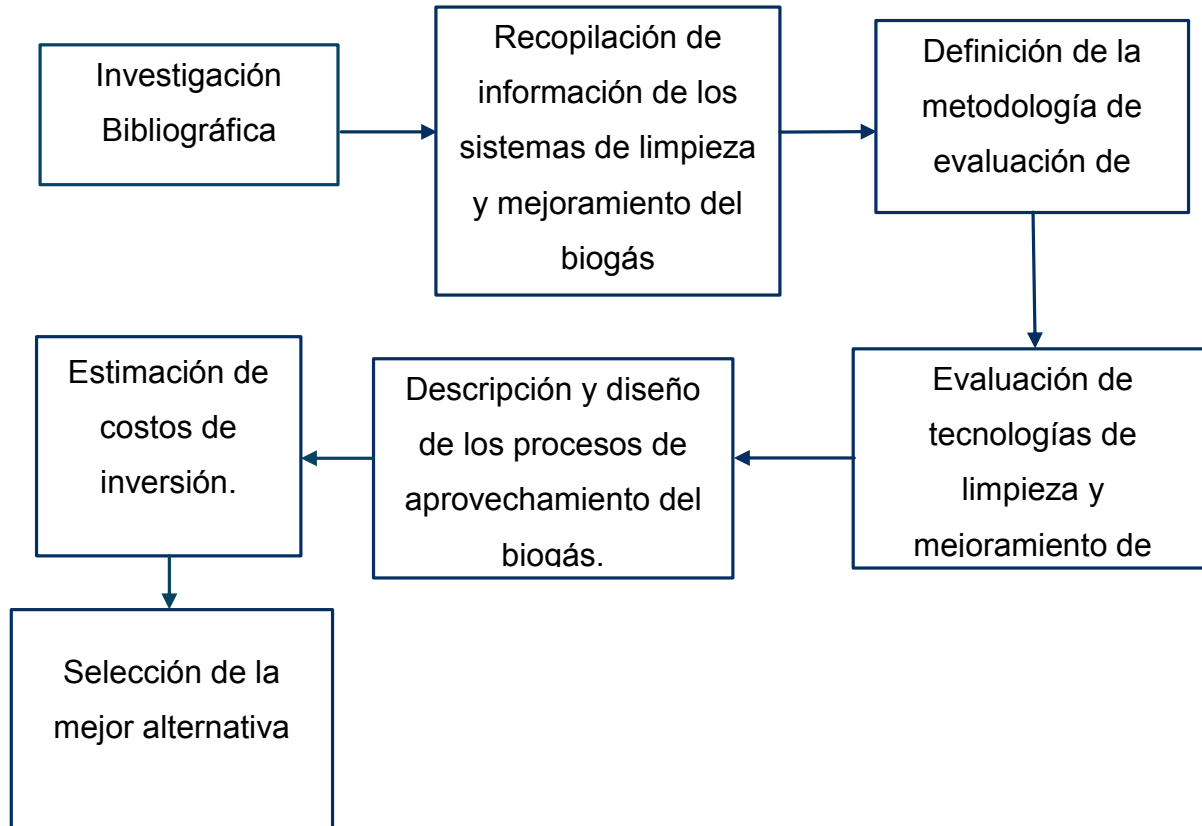 Investigación
Bibliográfica
Recopilación de
información de los
sistemas de limpieza
y mejoramiento del
biogás
Definición de la
metodología de
evaluación de
Evaluación de
tecnologías de
limpieza y
mejoramiento de
Descripción y diseño
de los procesos de
aprovechamiento del
biogás.
Estimación de
costos de
inversión.
Selección de la
mejor alternativa